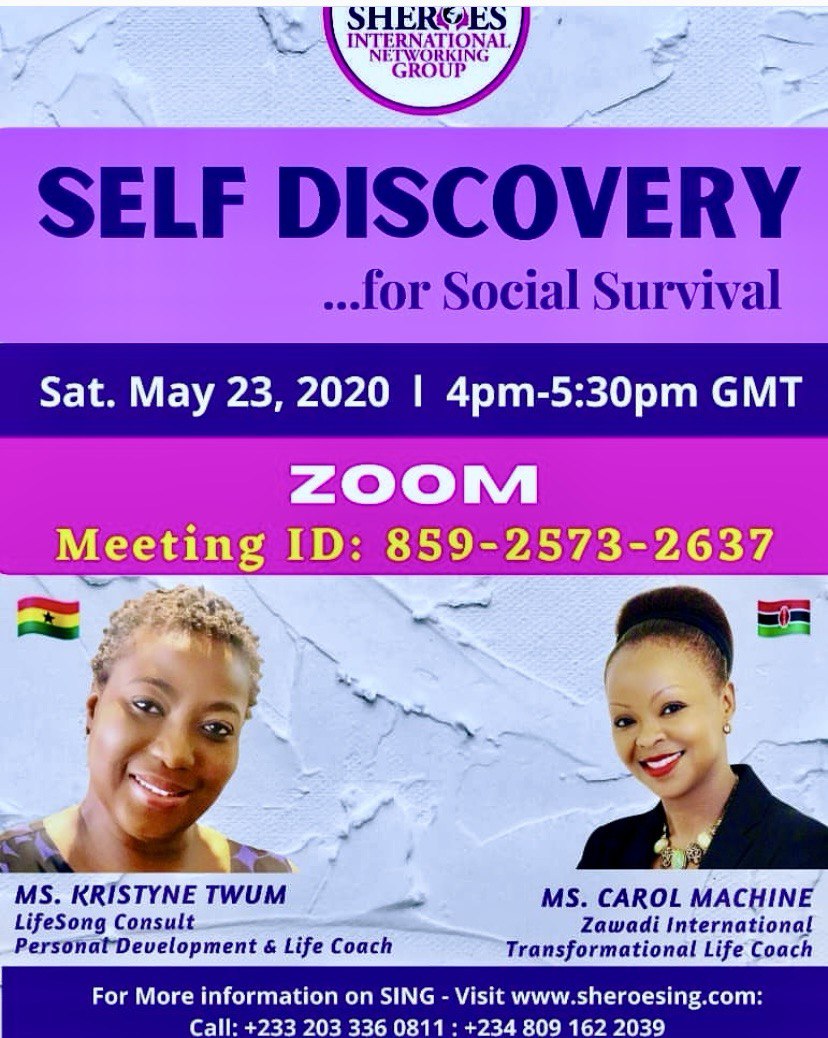 SHEROES
INTERNATIONAL
NETWORKING
GROUP
SELF DISCOVERY
...for Social Survival
Sat. May 23, 2020 | 4pm-5:30pm GMT
ZOOM
Meeting ID: 859-2573-2637
MS. KRISTYNE TWUM
LifeSong Consult
Personal Development & Life Coach
MS. CAROL MACHINE
Zawadi International
Transformational Life Coach
For More information on SING - Visit www.sheroesing.com:
Call: +233 203 336 0811 : +234 809 162 2039